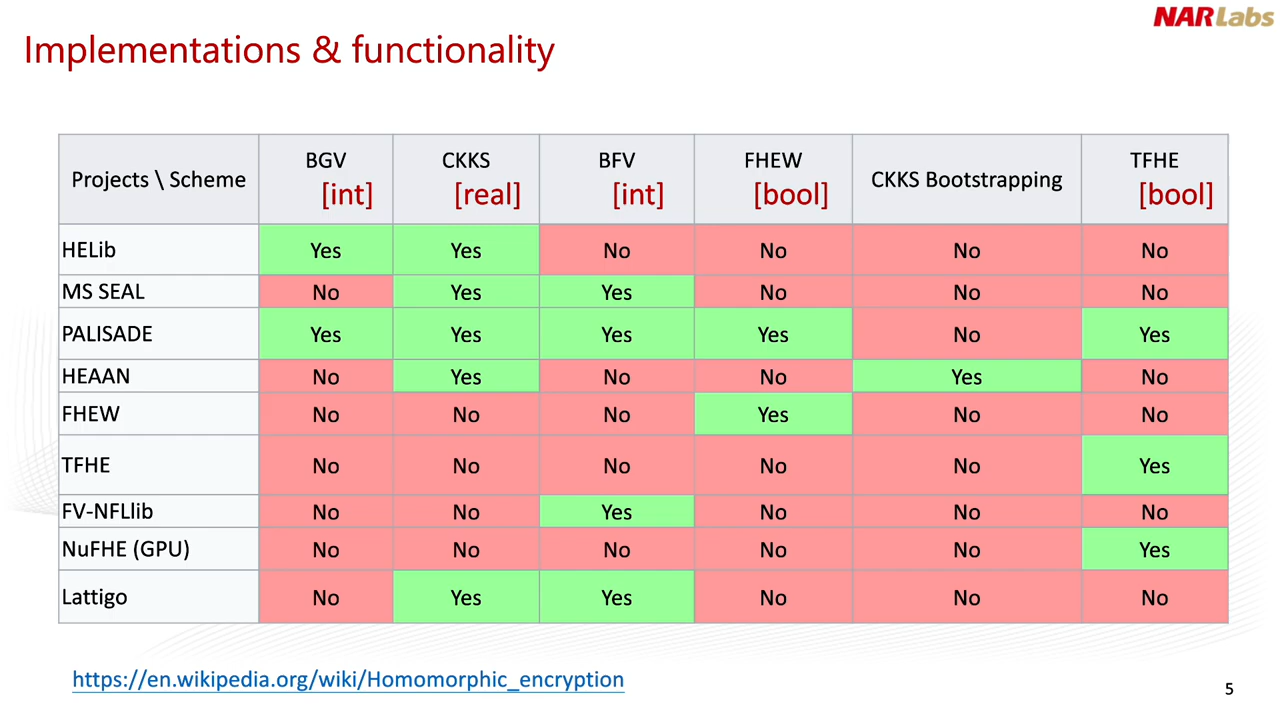 NARLabs
Implementations & functionality
Projects \ Scheme BGV [int] CKKS [real] BFV [int] FHEW [bool] CKKS Bootstrapping TFHE [bool]
HELib Yes Yes No No No No
MS SEAL No Yes Yes No No No
PALISADE Yes Yes Yes Yes No Yes
HEAAN No Yes No No Yes No
FHEW No No No Yes No No
TFHE No No No No No Yes
FV-NFLlib No No Yes No No No
NuFHE (GPU) No No No No No Yes
Lattigo No Yes Yes No No No
https://en.wikipedia.org/wiki/Homomorphic_encryption
5